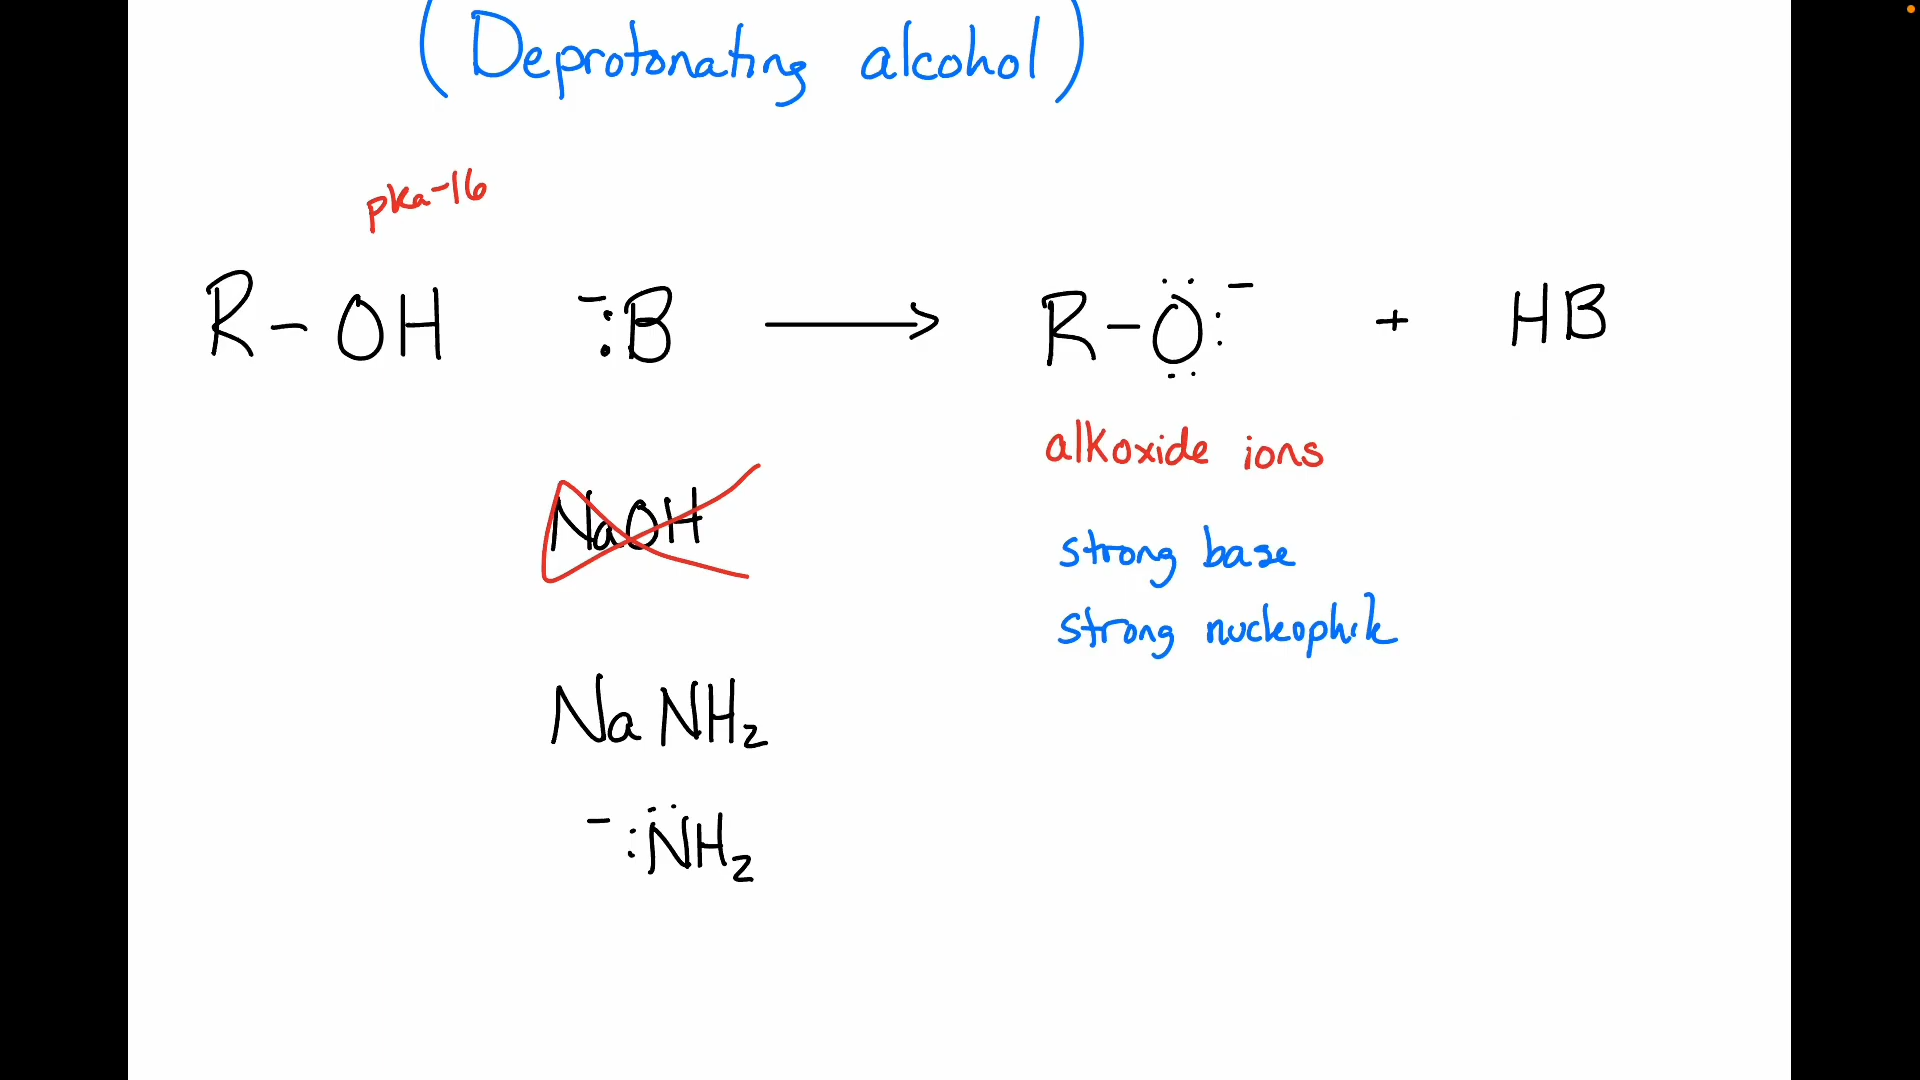 (Deprotonating alcohol)
pka-16
R-OH -:B → R-O:- + HB
alkoxide ions
NaOH
strong base
strong nucleophile
NaNH2
-:NH2